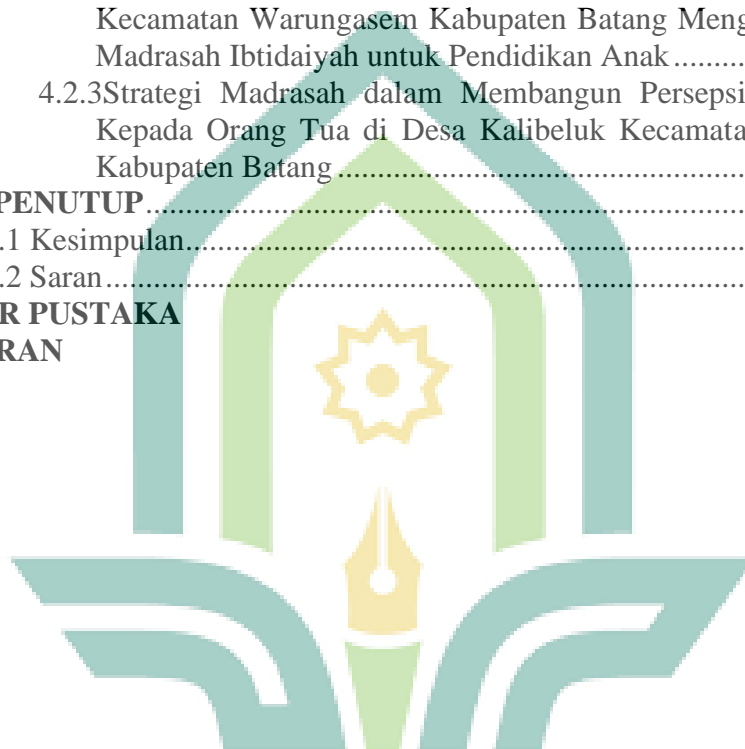 Kecamatan Warungasem Kabupaten Batang Meng
Madrasah Ibtidaiyah untuk Pendidikan Anak.........
4.2.3Strategi Madrasah dalam Membangun Persepsi
Kepada Orang Tua di Desa Kalibeluk Kecamata
Kabupaten Batang................................................
PENUTUP......................................................................
.1 Kesimpulan................................................................
.2 Saran..........................................................................
R PUSTAKA
RAN